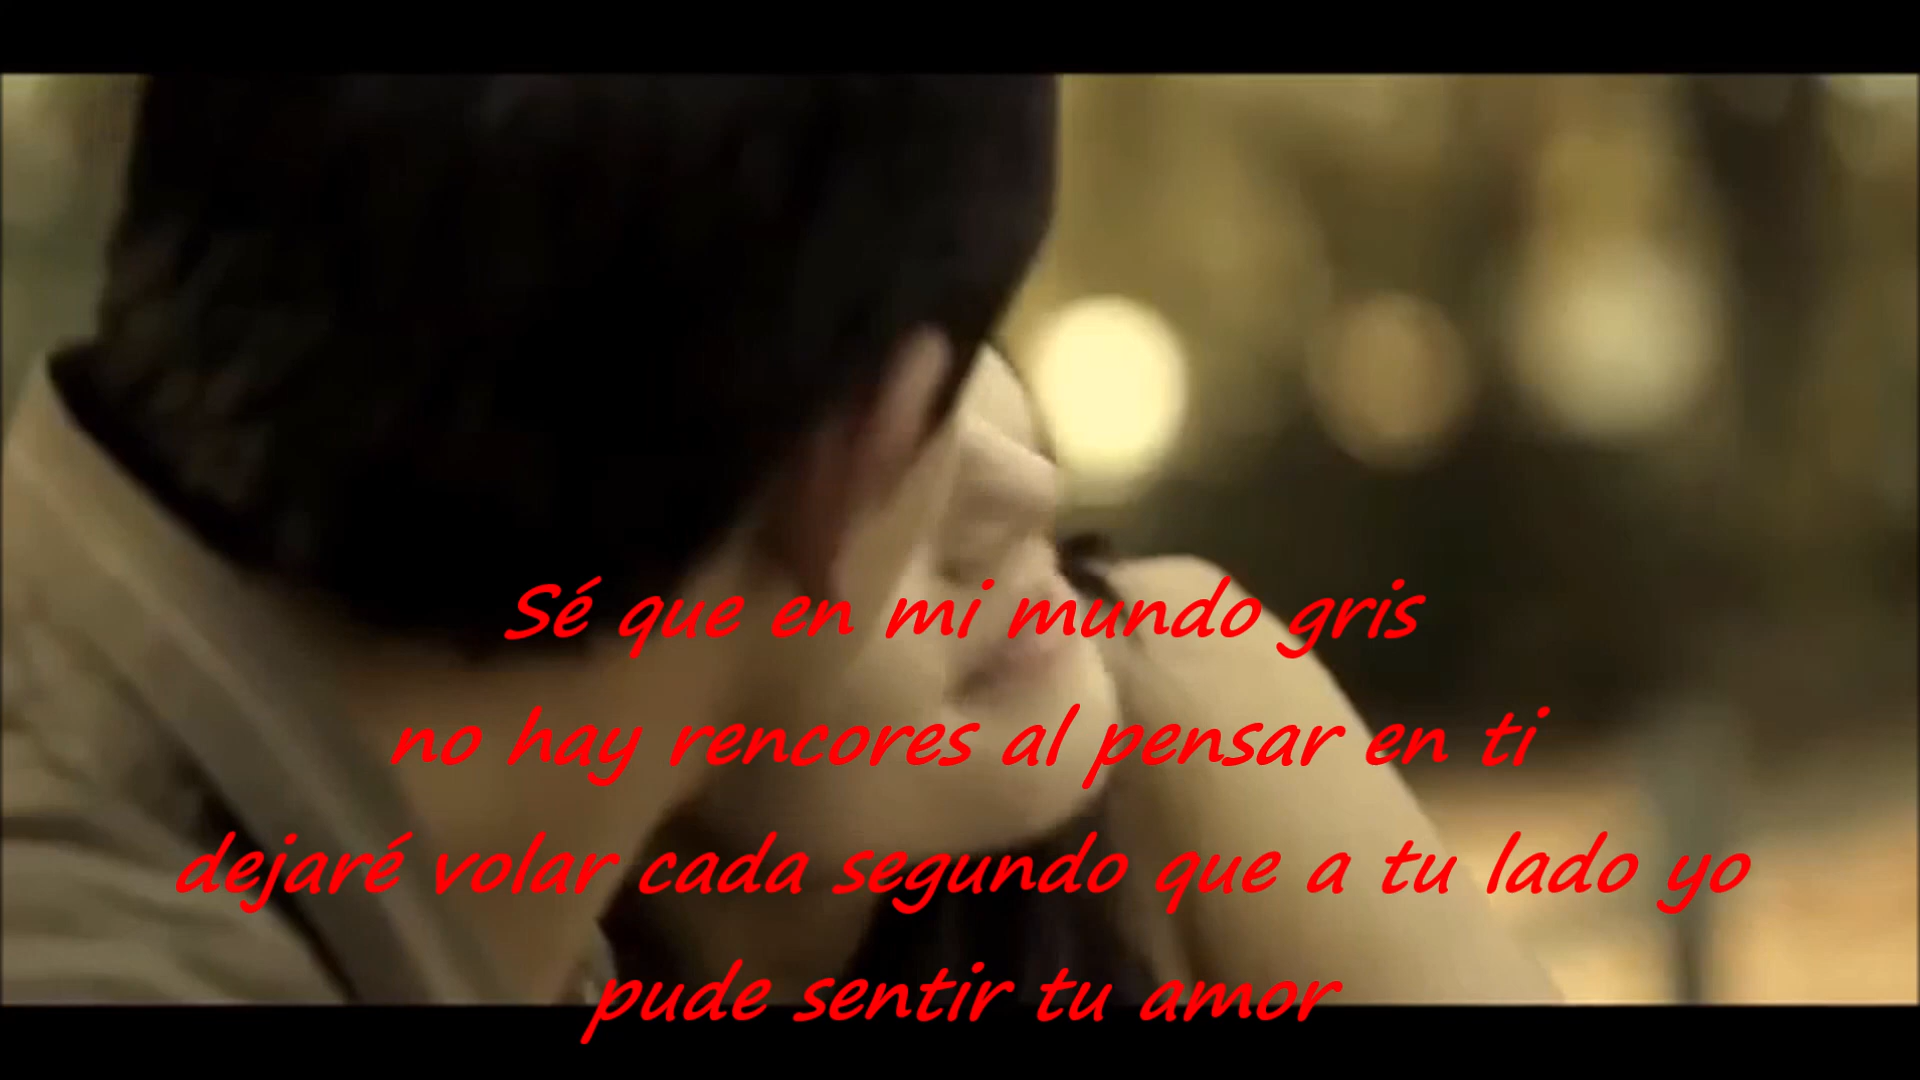 Sé que en mi mundo gris
no hay rencores al pensar en ti
dejaré volar cada segundo que a tu lado yo
pude sentir tu amor